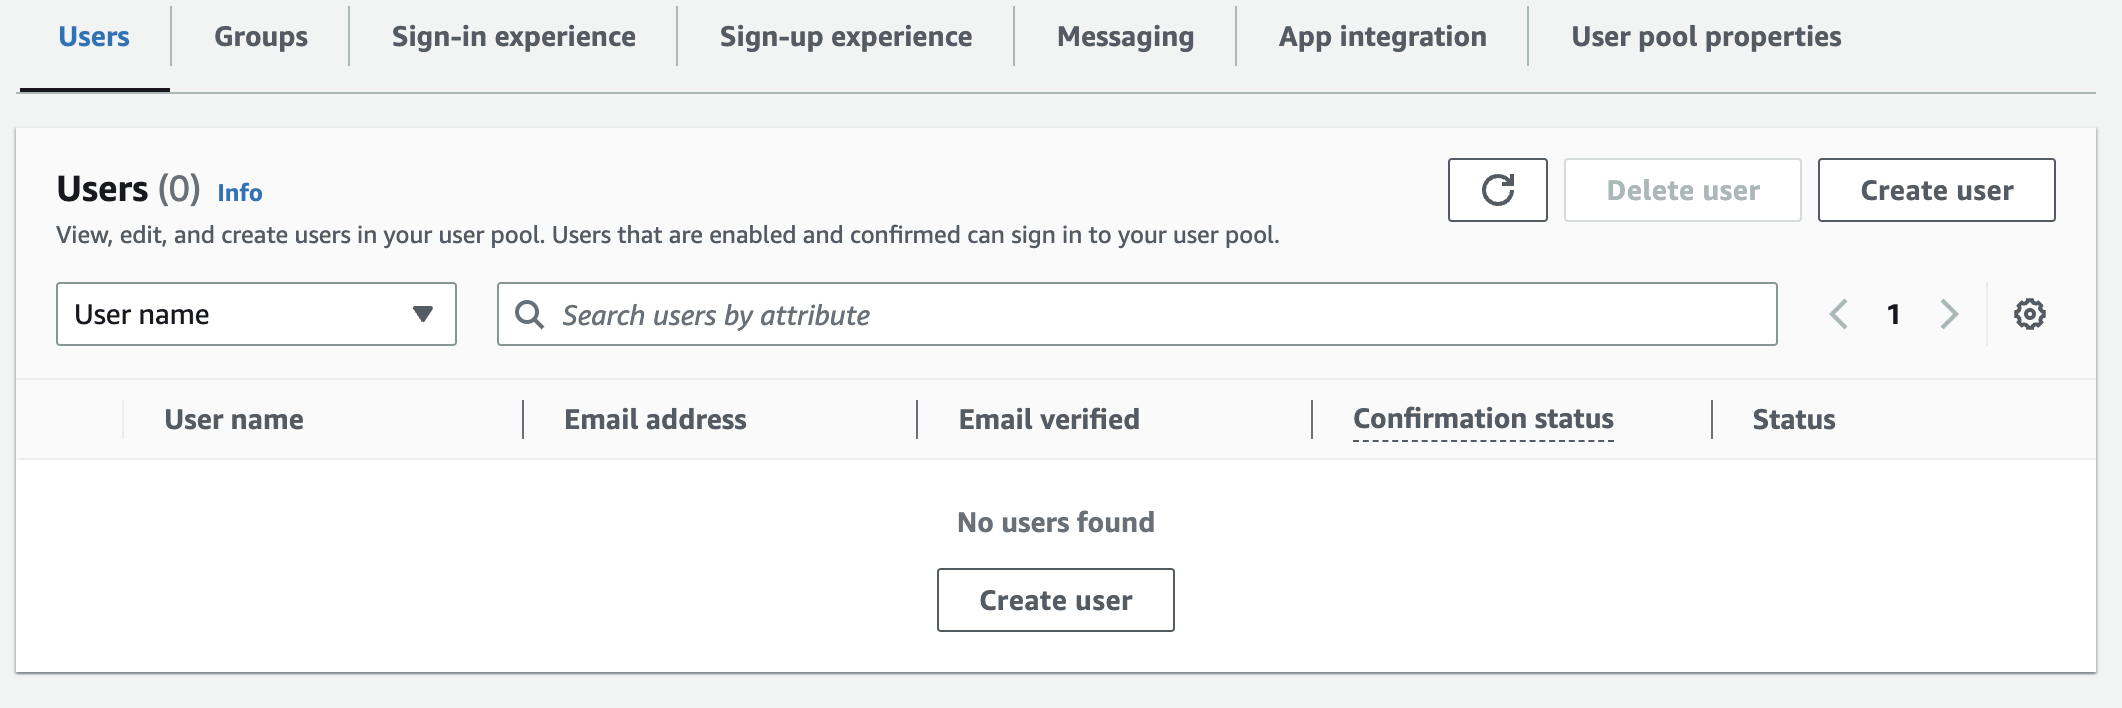 Users Groups Sign-in experience Sign-up experience Messaging App integration User pool properties
Users (0) Info
Delete user
Create user
View, edit, and create users in your user pool. Users that are enabled and confirmed can sign in to your user pool.
User name
Search users by attribute
1
User name Email address Email verified Confirmation status Status
No users found
Create user